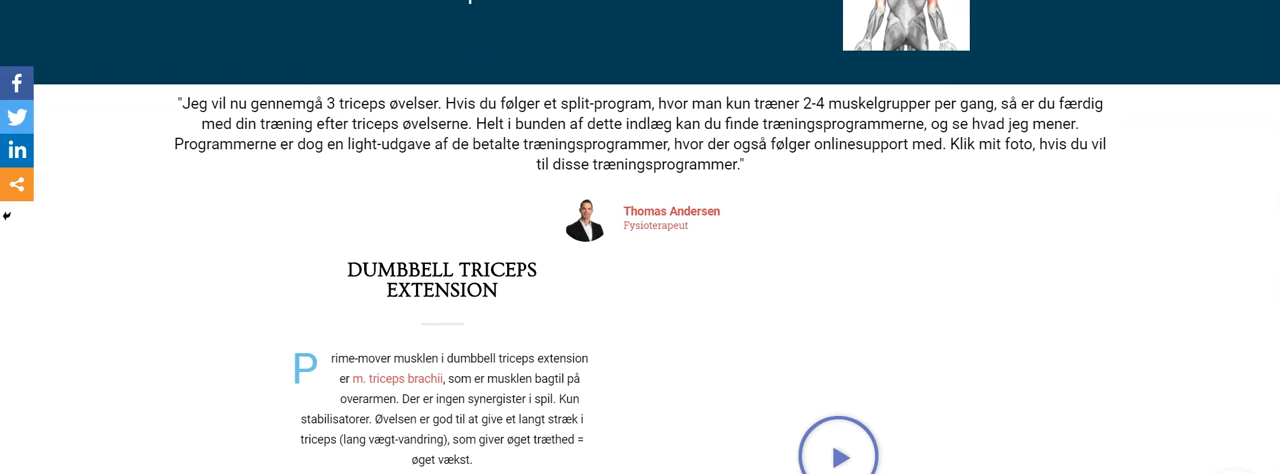 "Jeg vil nu gennemgå 3 triceps øvelser. Hvis du følger et split-program, hvor man kun træner 2-4 muskelgrupper per gang, så er du færdig
med din træning efter triceps øvelserne. Helt i bunden af dette indlæg kan du finde træningsprogrammerne, og se hvad jeg mener.
Programmerne er dog en light-udgave af de betalte træningsprogrammer, hvor der også følger onlinesupport med. Klik mit foto, hvis du vil
til disse træningsprogrammer."
Thomas Andersen
Fysioterapeut
DUMBBELL TRICEPS
EXTENSION
Prime-mover musklen i dumbbell triceps extension
er m. triceps brachii, som er musklen bagtil på
overarmen. Der er ingen synergister i spil. Kun
stabilisatorer. Øvelsen er god til at give et langt stræk i
triceps (lang vægt-vandring), som giver øget træthed =
øget vækst.